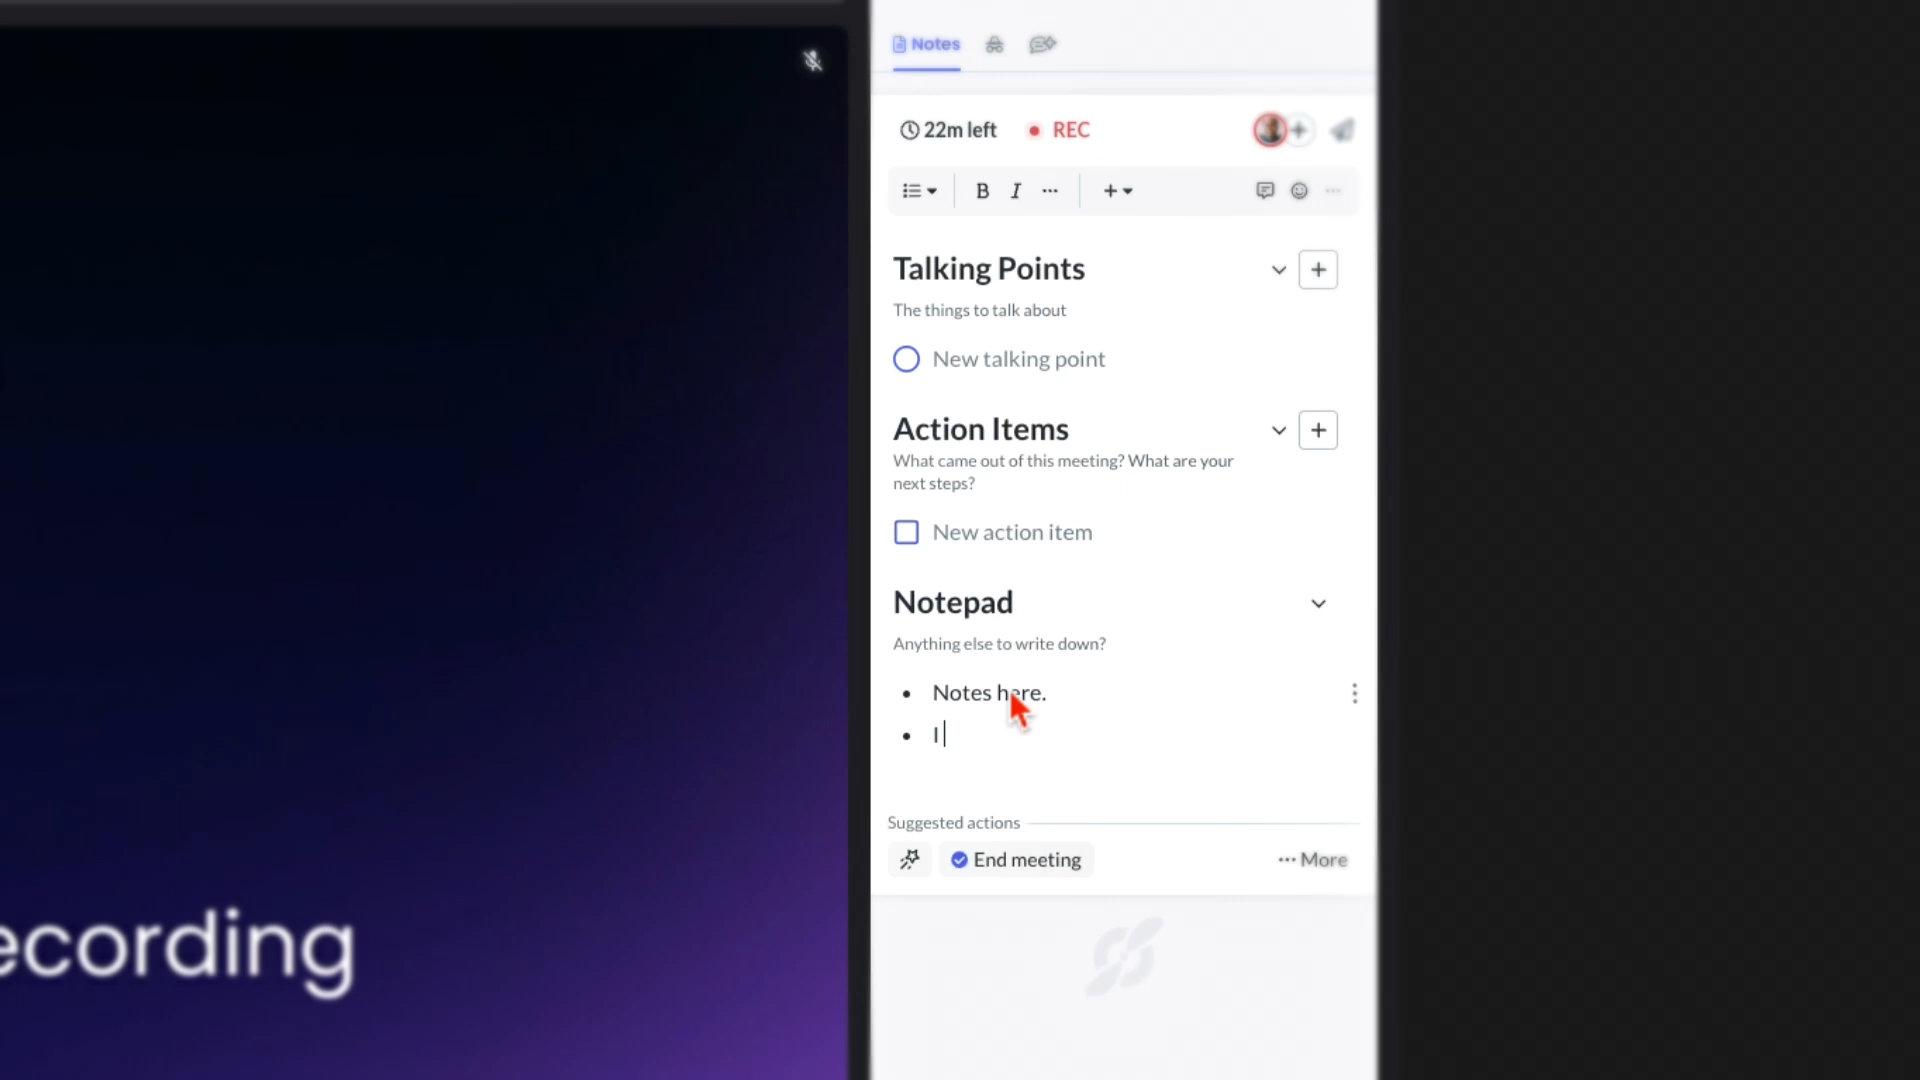 Notes
22m left REC
B I
Talking Points
The things to talk about
New talking point
Action Items
What came out of this meeting? What are your
next steps?
New action item
Notepad
Anything else to write down?
• Notes here.
• I
Suggested actions
End meeting
··· More
ecording